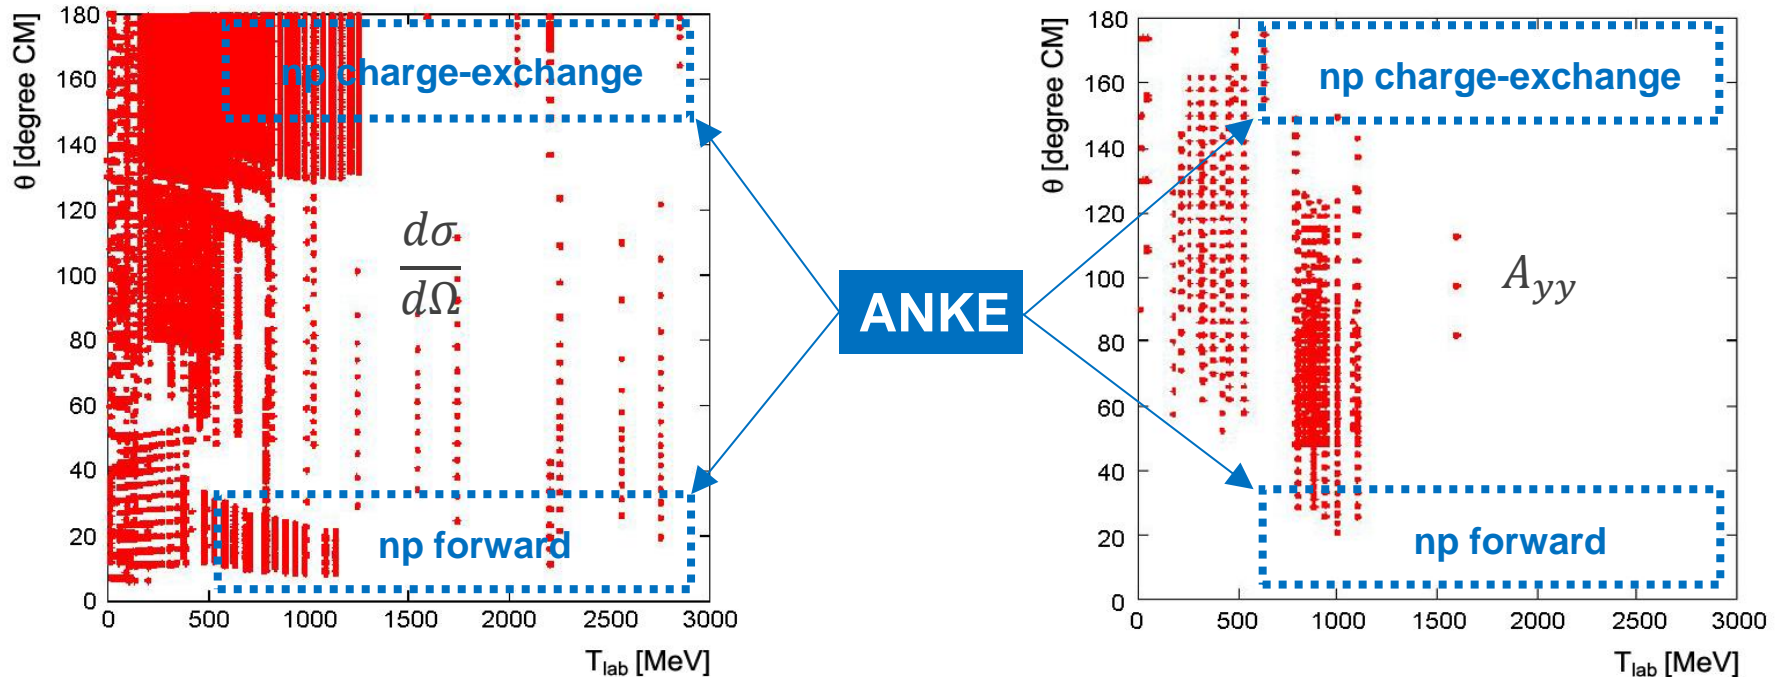 θ [degree CM]
180
160
140
120
100
80
60
40
20
0
0 500 1000 1500 2000 2500 3000
T_lab [MeV]
np charge-exchange
dσ
dΩ
np forward
ANKE
θ [degree CM]
180
160
140
120
100
80
60
40
20
0
0 500 1000 1500 2000 2500 3000
T_lab [MeV]
np charge-exchange
A_yy
np forward